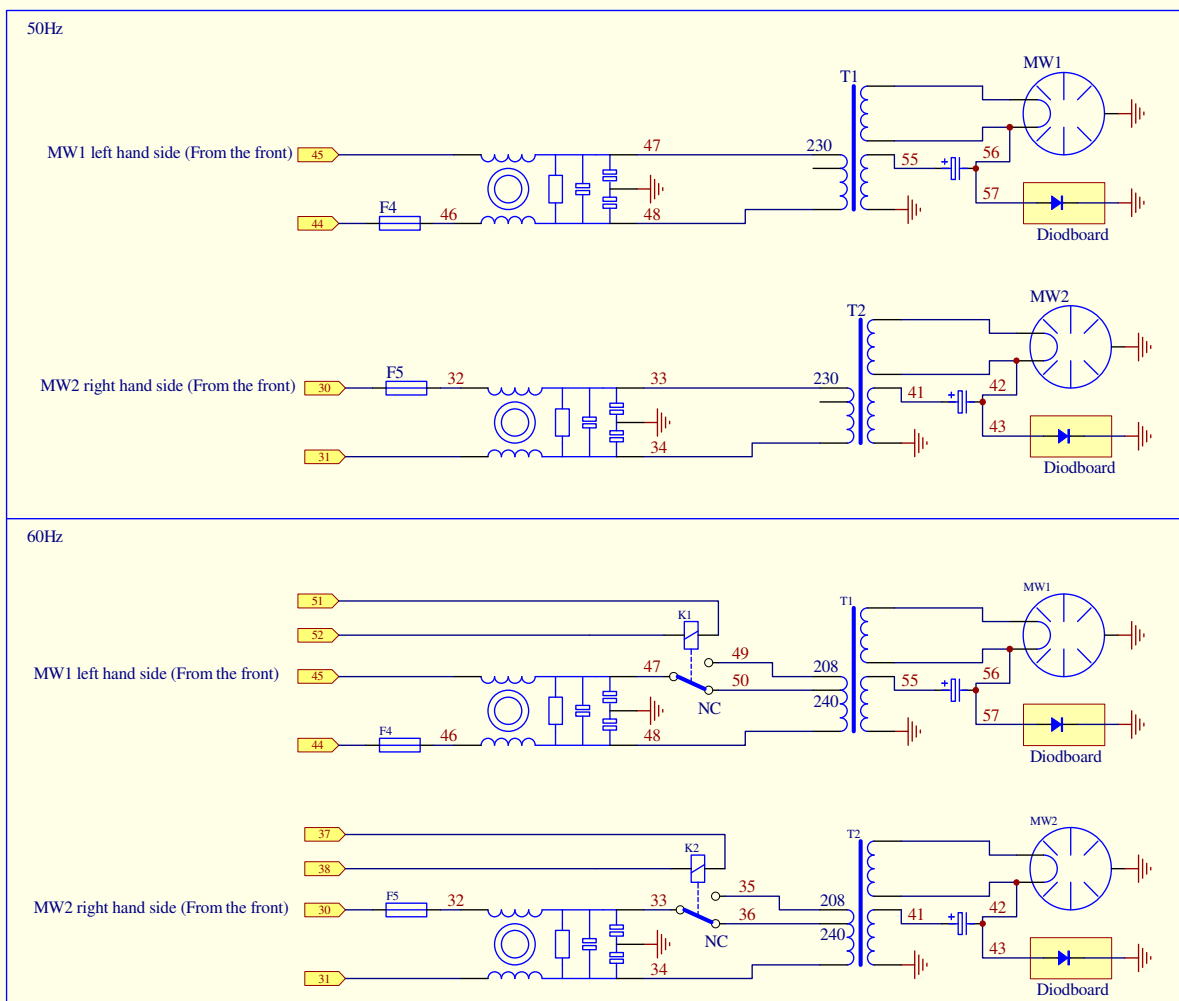 50Hz
MW1
T1
MW1 left hand side (From the front) 45 47 230 55 + 56
57
F4
44 46 48
Diodboard
MW2
T2
MW2 right hand side (From the front) 30 F5 32 33 230 41 + 42
43
31 34
Diodboard
60Hz
51
K1
T1
MW1
52
49
MW1 left hand side (From the front) 45 47 50 208 55 + 56
NC 240
57
F4
44 46 48
Diodboard
37
K2
T2
MW2
38
35
MW2 right hand side (From the front) 30 F5 32 33 36 208 41 + 42
NC 240
43
31 34
Diodboard